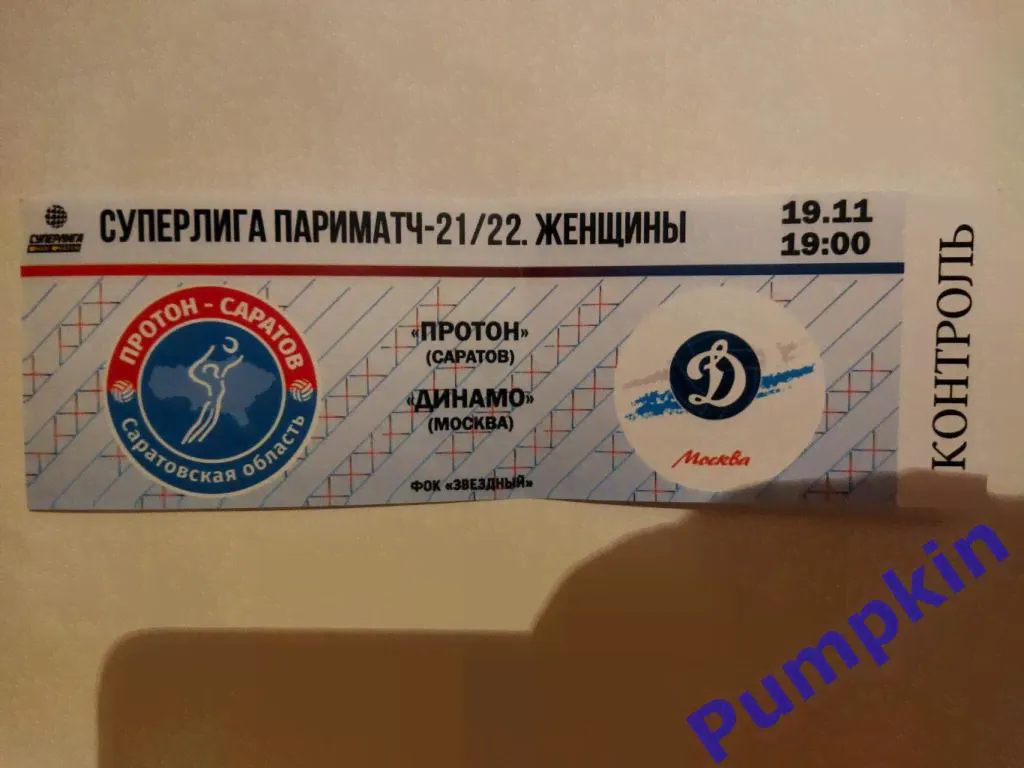 СУПЕРЛИГА
СУПЕРЛИГА ПАРИМАТЧ-21/22. ЖЕНЩИНЫ
19.11
19:00
ПРОТОН - САРАТОВ
Саратовская область
«ПРОТОН»
(САРАТОВ)
«ДИНАМО»
(МОСКВА)
ФОК «ЗВЕЗДНЫЙ»
Д
Москва
КОНТРОЛЬ
Pumpkin